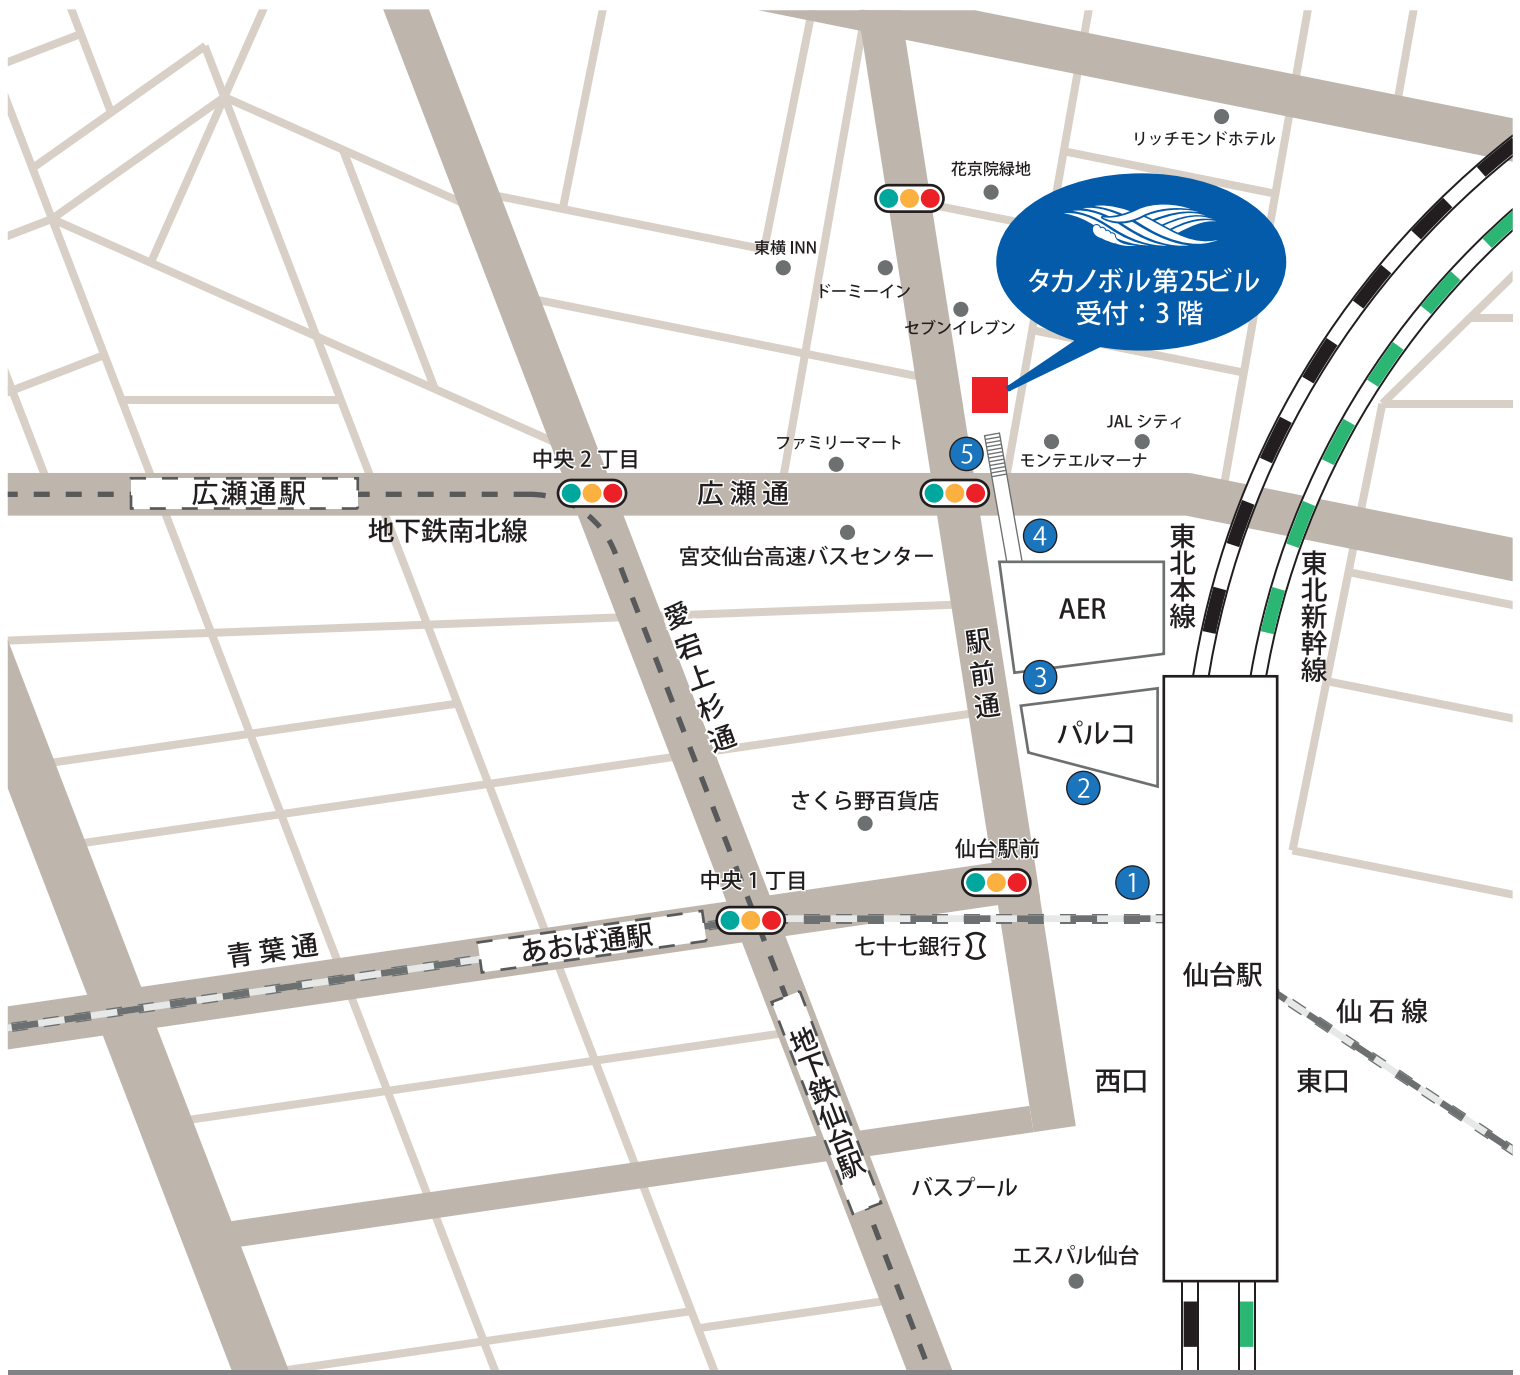 リッチモンドホテル
花京院緑地
東横 INN
ドーミーイン
タカノボル第25ビル
受付：3 階
セブンイレブン
JAL シティ
ファミリーマート
モンテエルマーナ
5
中央 2 丁目
広瀬通駅
広瀬通
地下鉄南北線
宮交仙台高速バスセンター
4
東北本線
東北新幹線
AER
愛宕上杉通
駅前通
3
パルコ
2
さくら野百貨店
仙台駅前
中央 1 丁目
1
青葉通
あおば通駅
七十七銀行
仙台駅
仙石線
地下鉄仙台駅
西口
東口
バスプール
エスパル仙台